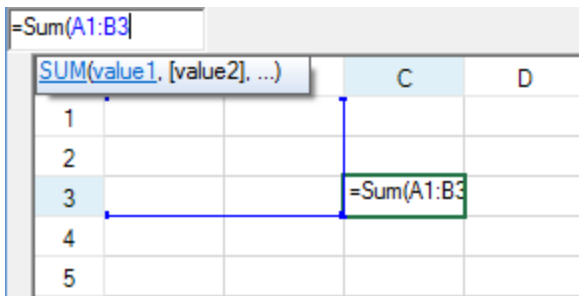 =Sum(A1:B3
SUM(value1, [value2], ...)
C D
1
2
3 =Sum(A1:B3
4
5